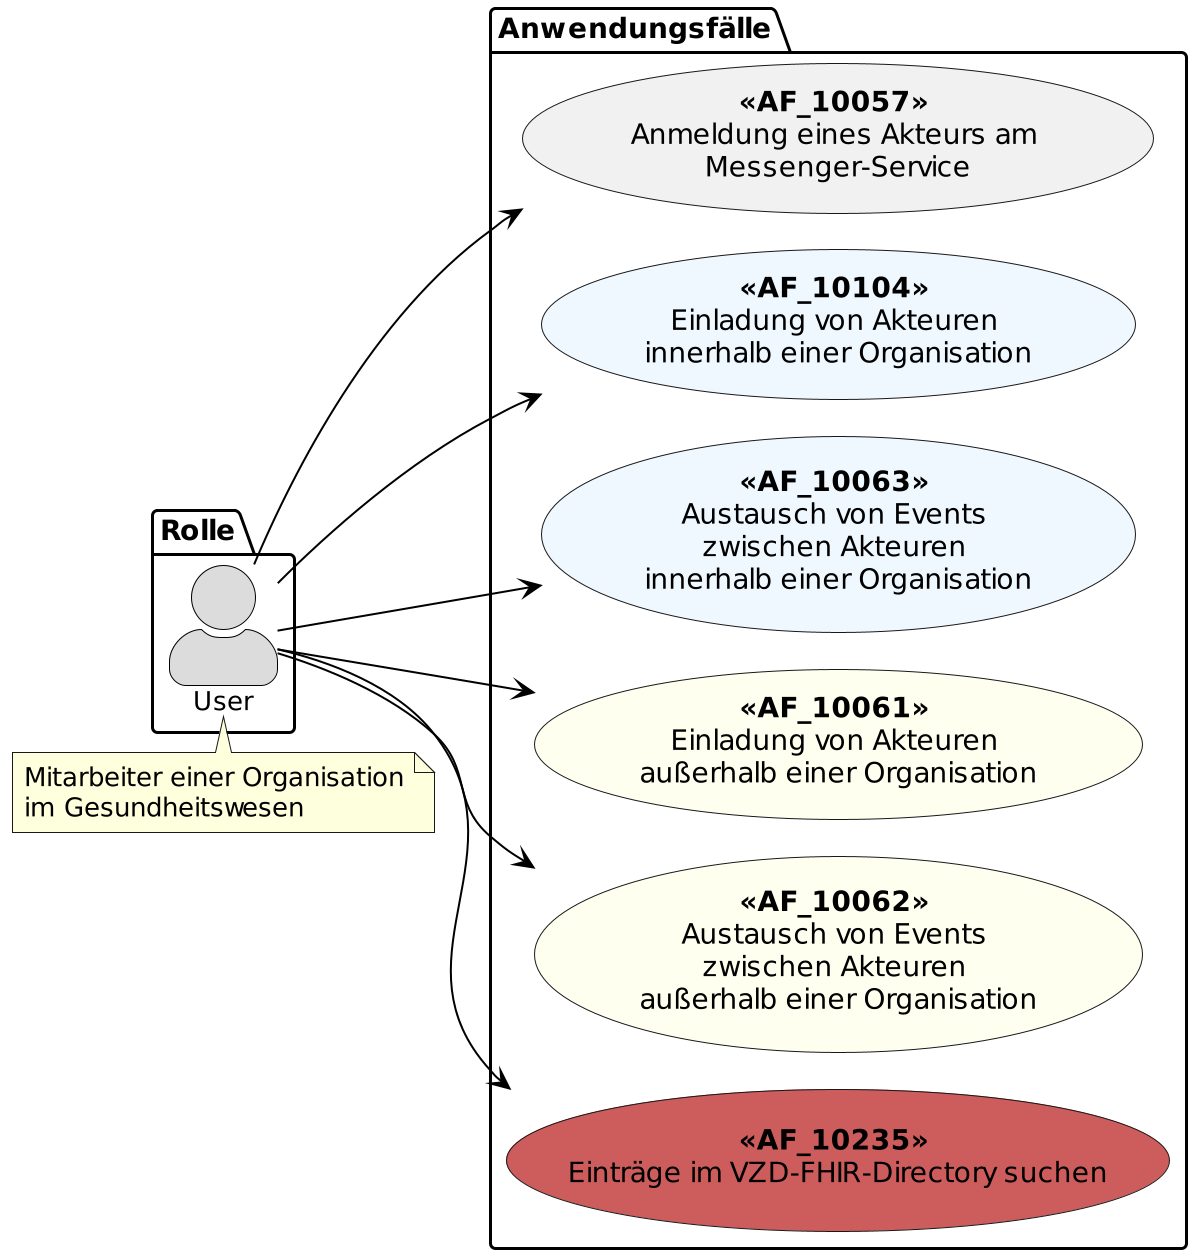 Anwendungsfälle
«AF_10057»
Anmeldung eines Akteurs am
Messenger-Service
«AF_10104»
Einladung von Akteuren
innerhalb einer Organisation
«AF_10063»
Austausch von Events
zwischen Akteuren
innerhalb einer Organisation
Rolle
User
Mitarbeiter einer Organisation
im Gesundheitswesen
«AF_10061»
Einladung von Akteuren
außerhalb einer Organisation
«AF_10062»
Austausch von Events
zwischen Akteuren
außerhalb einer Organisation
«AF_10235»
Einträge im VZD-FHIR-Directory suchen